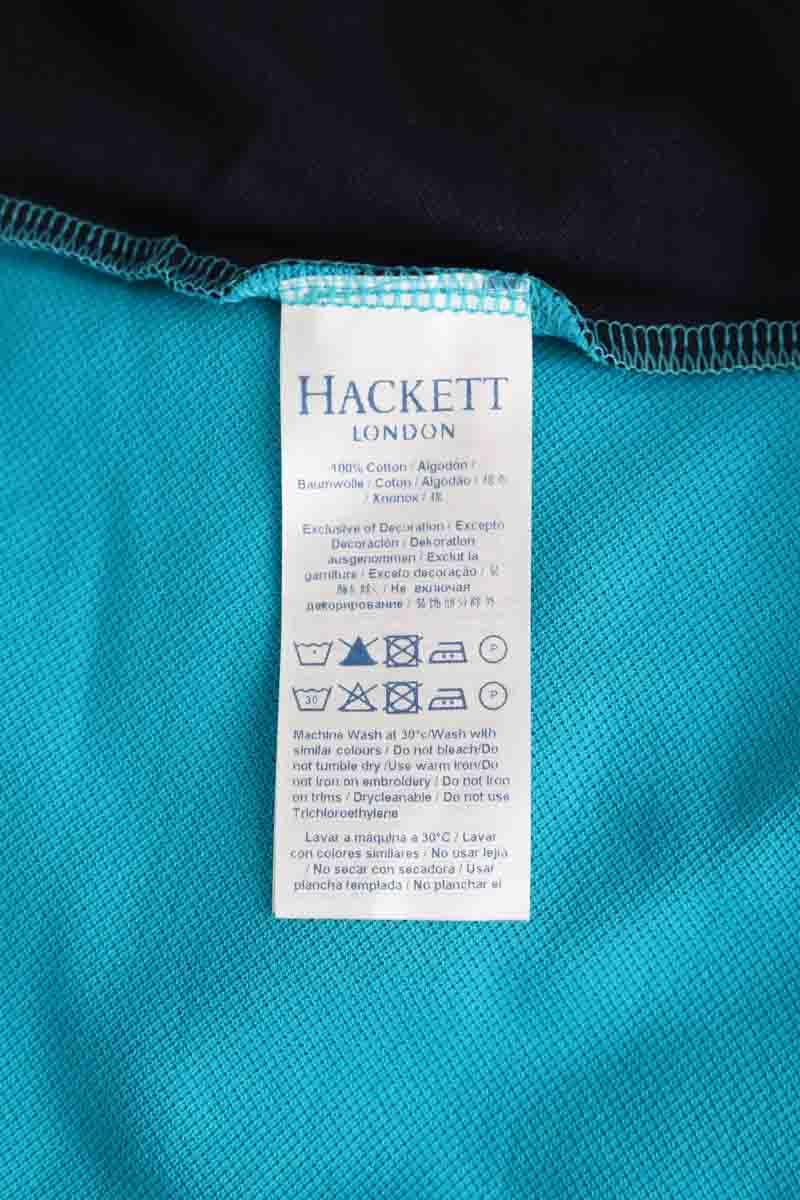 HACKETT
LONDON
100% Cotton / Algodón /
Baumwolle / Coton / Algodão /
/ Хлопок /
Exclusive of Decoration / Excepto
Decoración / Dekoration
ausgenommen / Exclut la
garniture / Exceto decoração /
/ Не включая
декорирование /
30
P
P
Machine Wash at 30°c/Wash with
similar colours / Do not bleach/Do
not tumble dry /Use warm Iron/Do
not Iron on embroidery / Do not Iron
on trims / Drycleanable / Do not use
Trichloroethylene
Lavar a máquina a 30°C / Lavar
con colores similares / No usar lejía
/ No secar con secadora / Usar
plancha templada / No planchar el